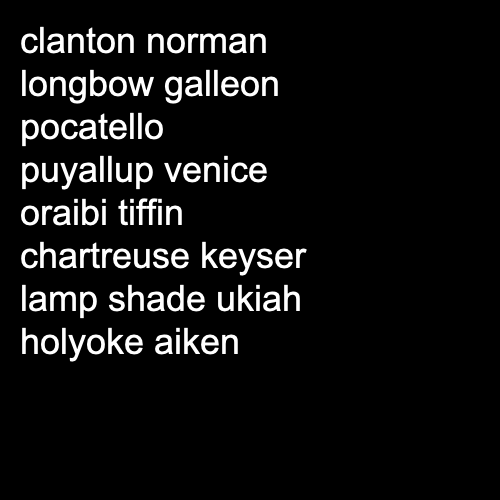 clanton norman
longbow galleon
pocatello
puyallup venice
oraibi tiffin
chartreuse keyser
lamp shade ukiah
holyoke aiken